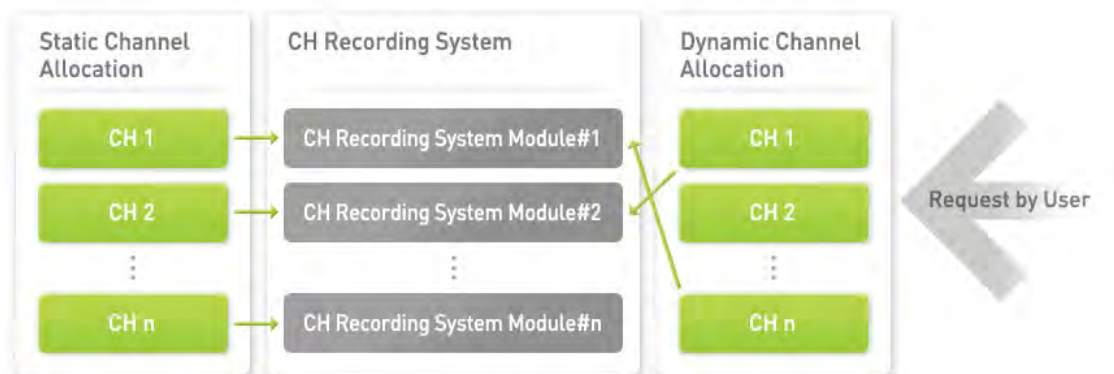 Static Channel
Allocation
CH 1
CH 2
CH n
CH Recording System
CH Recording System Module#1
CH Recording System Module#2
CH Recording System Module#n
Dynamic Channel
Allocation
CH 1
CH 2
CH n
Request by User